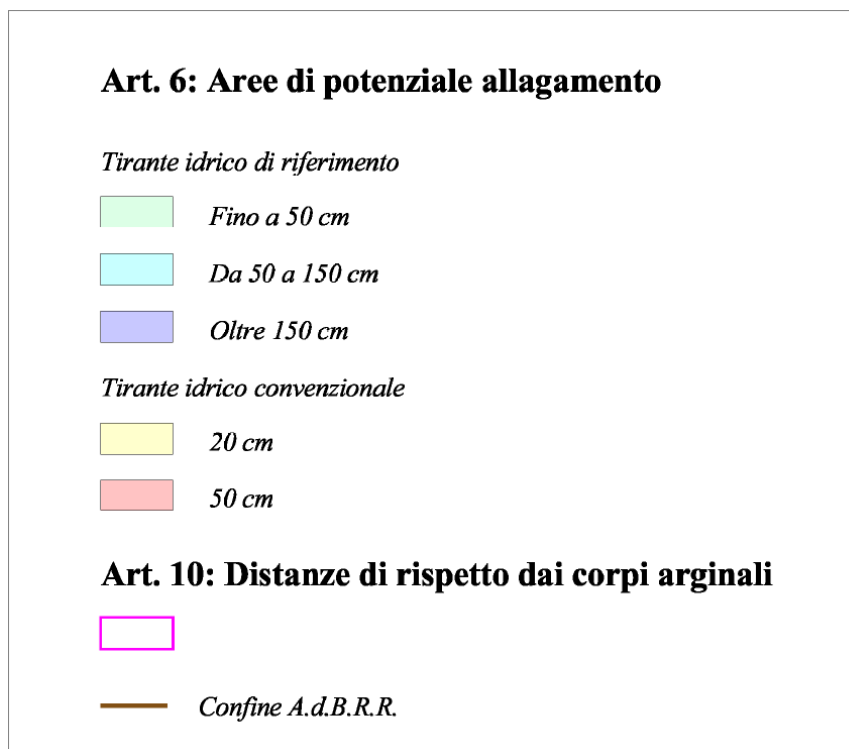 Art. 6: Aree di potenziale allagamento
Tirante idrico di riferimento
Fino a 50 cm
Da 50 a 150 cm
Oltre 150 cm
Tirante idrico convenzionale
20 cm
50 cm
Art. 10: Distanze di rispetto dai corpi arginali
Confine A.d.B.R.R.